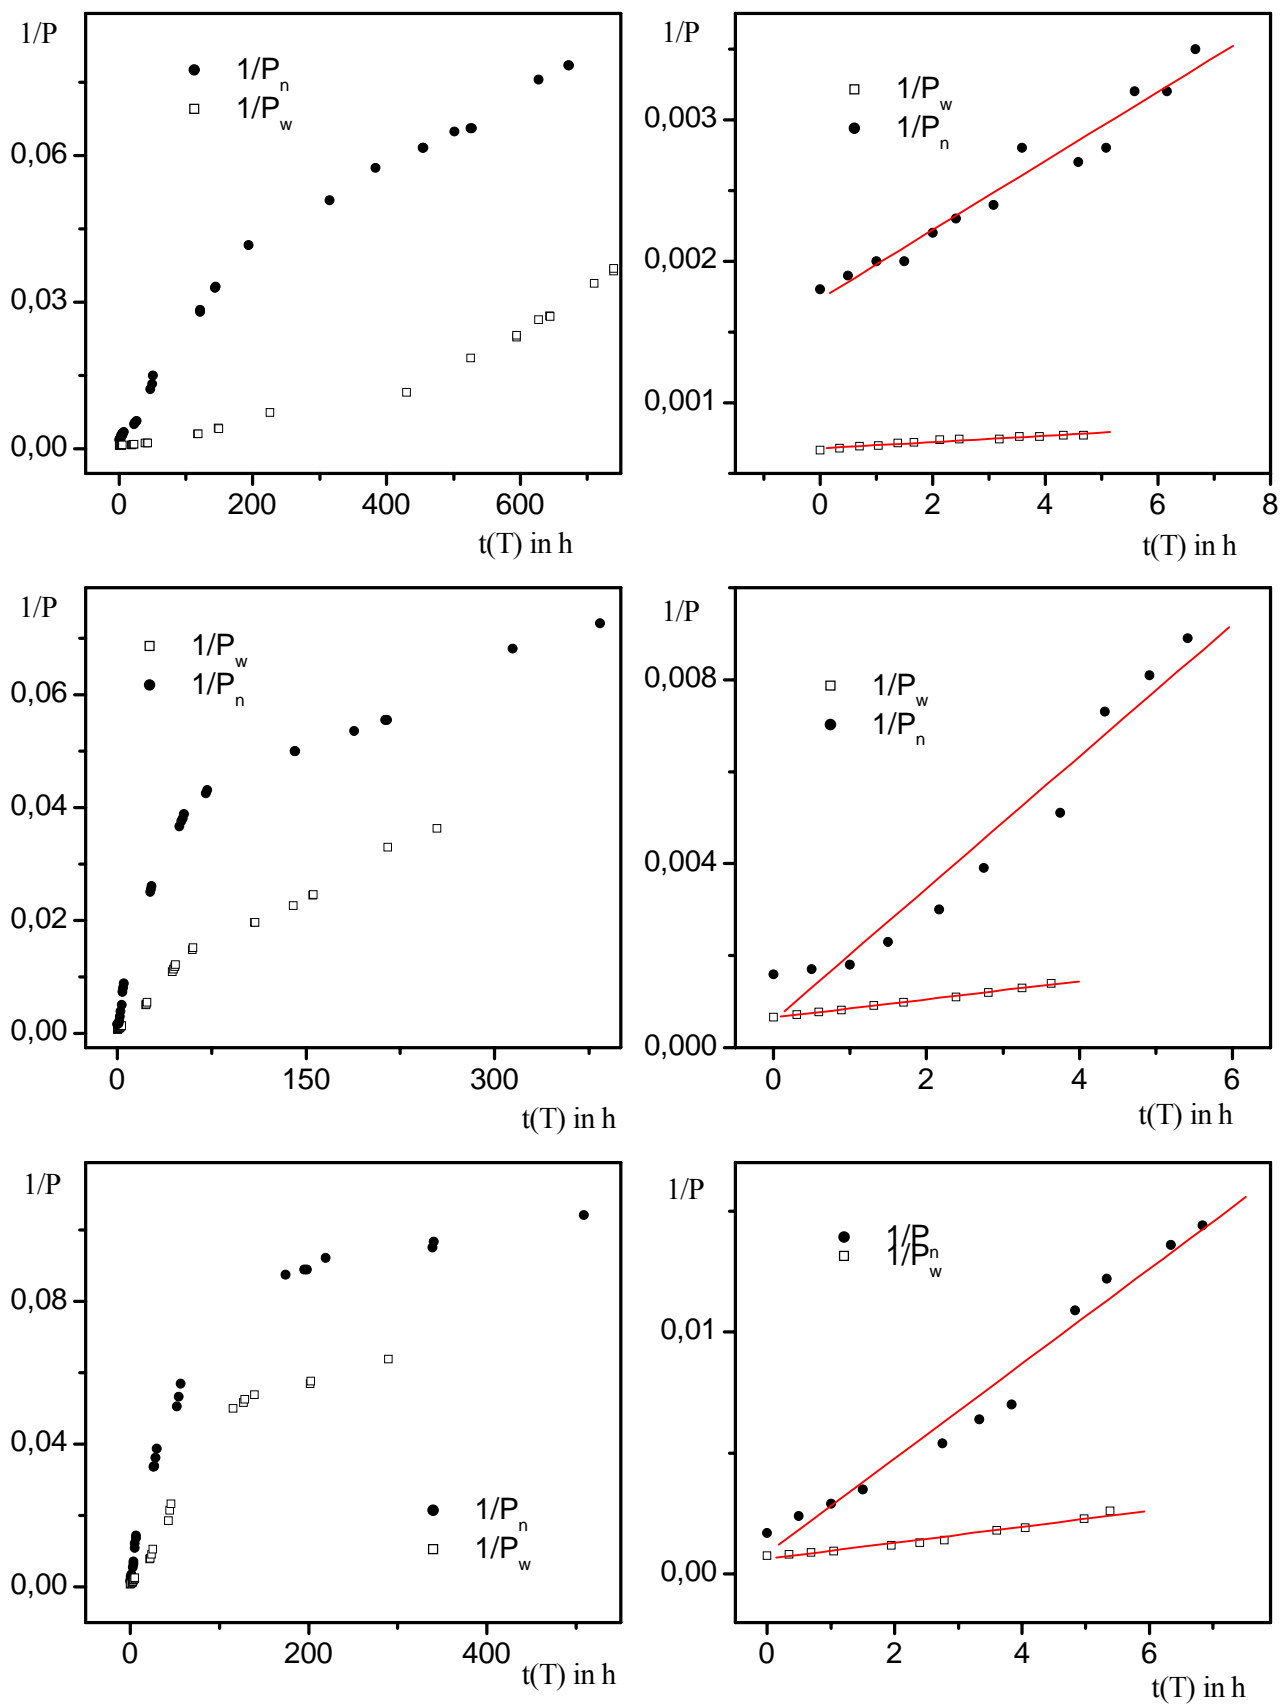 1/P
1/Pn
1/Pw
0,06
0,03
0,00
0 200 400 600
t(T) in h
1/P
1/Pw
1/Pn
0,003
0,002
0,001
0 2 4 6 8
t(T) in h
1/P
1/Pw
1/Pn
0,06
0,04
0,02
0,00
0 150 300
t(T) in h
1/P
1/Pw
1/Pn
0,008
0,004
0,000
0 2 4 6
t(T) in h
1/P
0,08
0,04
0,00
1/Pn
1/Pw
0 200 400
t(T) in h
1/P
1/Pn
1/Pw
0,01
0,00
0 2 4 6
t(T) in h